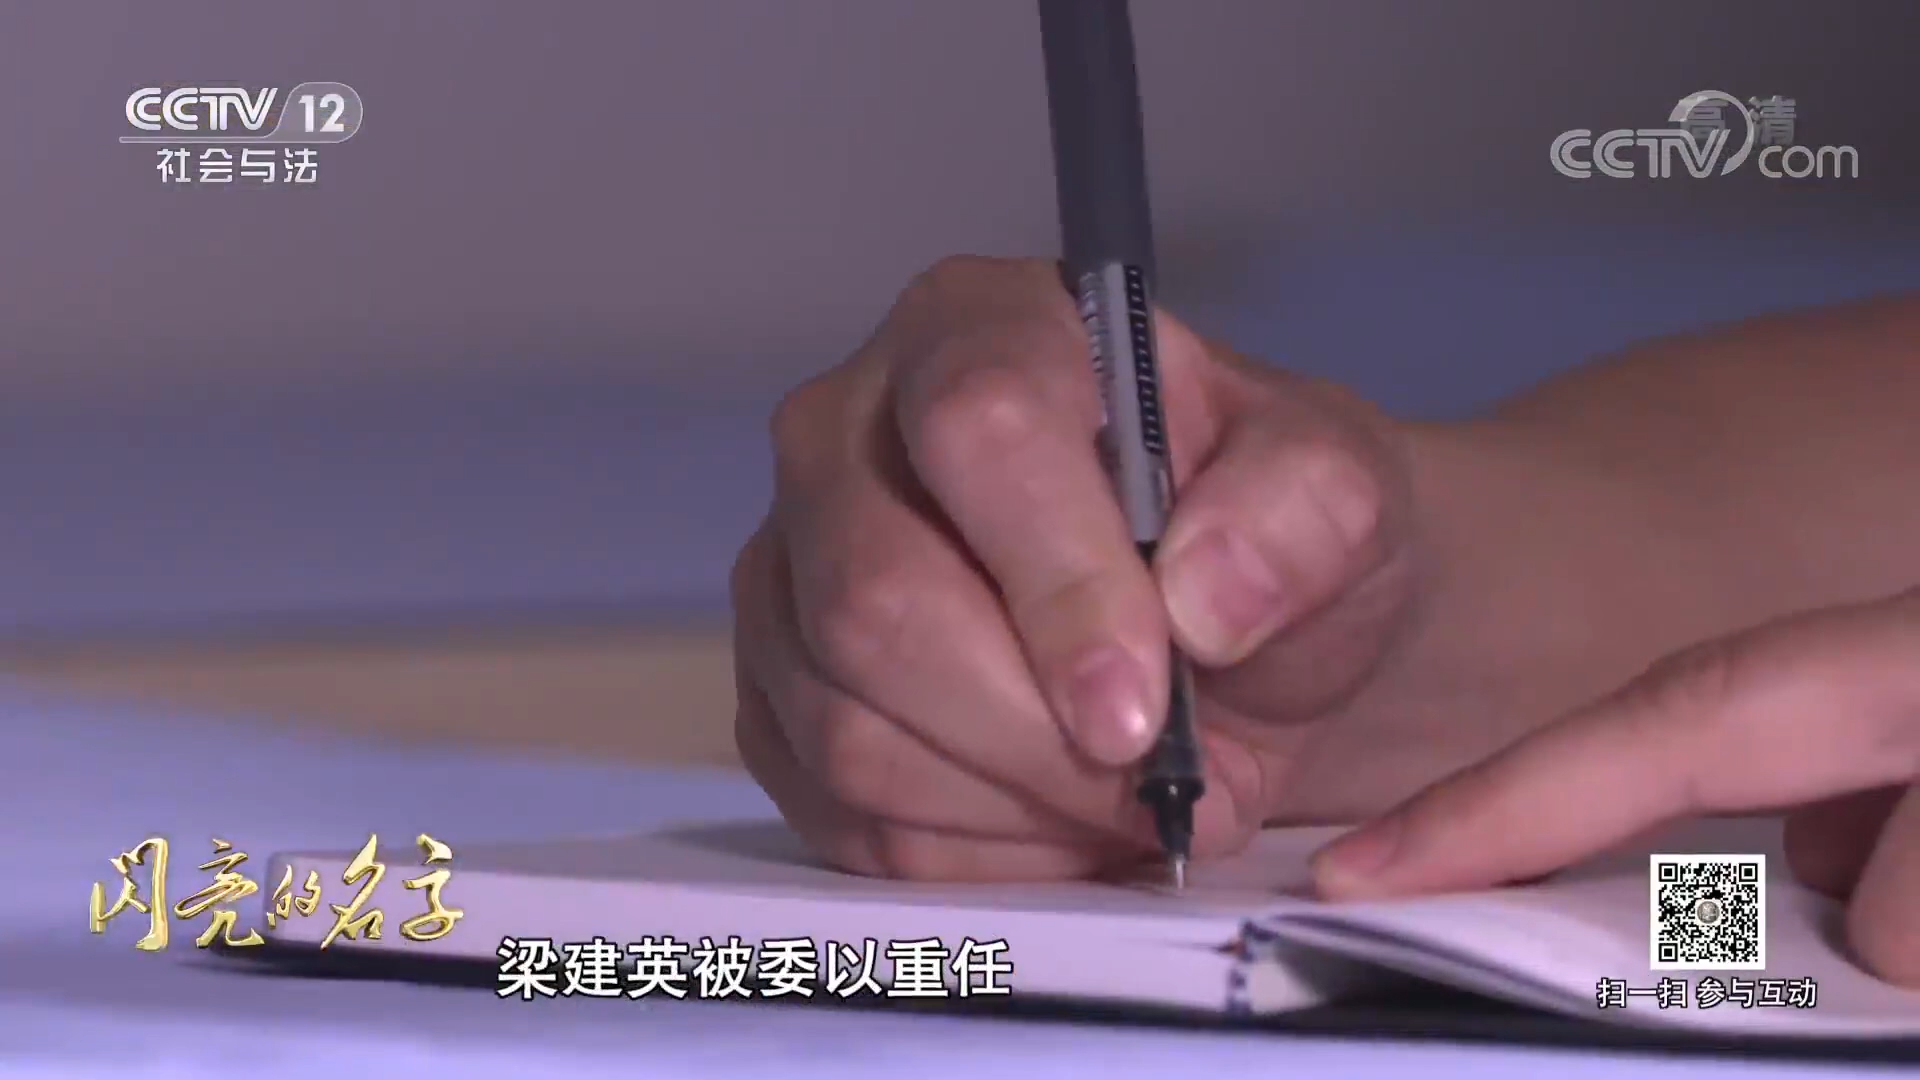 CCTV 12
社会与法
高清
CCTV.com
闪亮的名字
梁建英被委以重任
扫一扫 参与互动